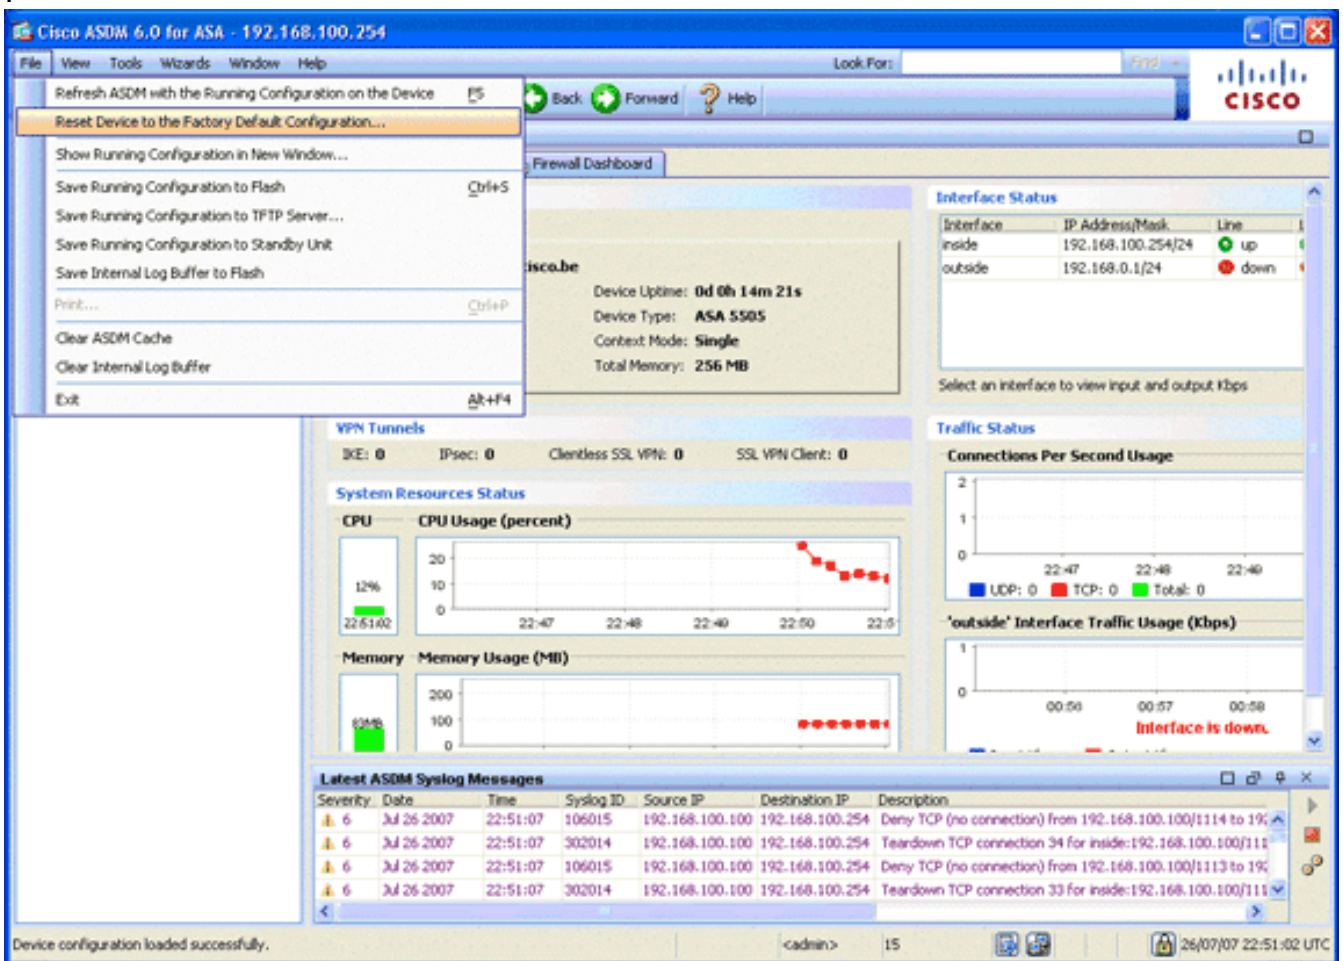 Cisco ASDM 6.0 for ASA - 192.168.100.254
File View Tools Wizards Window Help Look For: Find
CISCO
Back Forward Help
Refresh ASDM with the Running Configuration on the Device F5
Reset Device to the Factory Default Configuration...
Show Running Configuration in New Window...
Save Running Configuration to Flash Ctrl+S
Save Running Configuration to TFTP Server...
Save Running Configuration to Standby Unit
Save Internal Log Buffer to Flash
Print... Ctrl+P
Clear ASDM Cache
Clear Internal Log Buffer
Exit Alt+F4
Firewall Dashboard
isco.be
Device Uptime: 0d 0h 14m 21s
Device Type: ASA 5505
Context Mode: Single
Total Memory: 256 MB
Interface Status
Interface IP Address/Mask Line
inside 192.168.100.254/24 up
outside 192.168.0.1/24 down
Select an interface to view input and output Kbps
VPN Tunnels
IKE: 0 IPsec: 0 Clientless SSL VPN: 0 SSL VPN Client: 0
System Resources Status
CPU CPU Usage (percent)
20
10
0
12%
22:51:02
22:47 22:48 22:49 22:50 22:5
Memory Memory Usage (MB)
200
100
0
83MB
Traffic Status
Connections Per Second Usage
2
1
0
22:47 22:48 22:49
UDP: 0 TCP: 0 Total: 0
'outside' Interface Traffic Usage (Kbps)
1
0
00:56 00:57 00:58
Interface is down.
Latest ASDM Syslog Messages
Severity Date Time Syslog ID Source IP Destination IP Description
6 Jul 26 2007 22:51:07 106015 192.168.100.100 192.168.100.254 Deny TCP (no connection) from 192.168.100.100/1114 to 192
6 Jul 26 2007 22:51:07 302014 192.168.100.100 192.168.100.254 Teardown TCP connection 34 for inside:192.168.100.100/111
6 Jul 26 2007 22:51:07 106015 192.168.100.100 192.168.100.254 Deny TCP (no connection) from 192.168.100.100/1113 to 192
6 Jul 26 2007 22:51:07 302014 192.168.100.100 192.168.100.254 Teardown TCP connection 33 for inside:192.168.100.100/111
Device configuration loaded successfully. <admin> 15 26/07/07 22:51:02 UTC